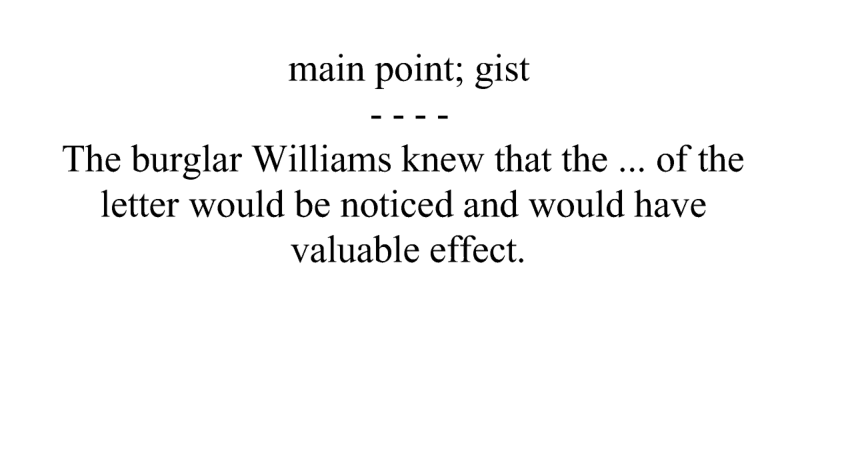 main point; gist
- - - -
The burglar Williams knew that the ... of the
letter would be noticed and would have
valuable effect.